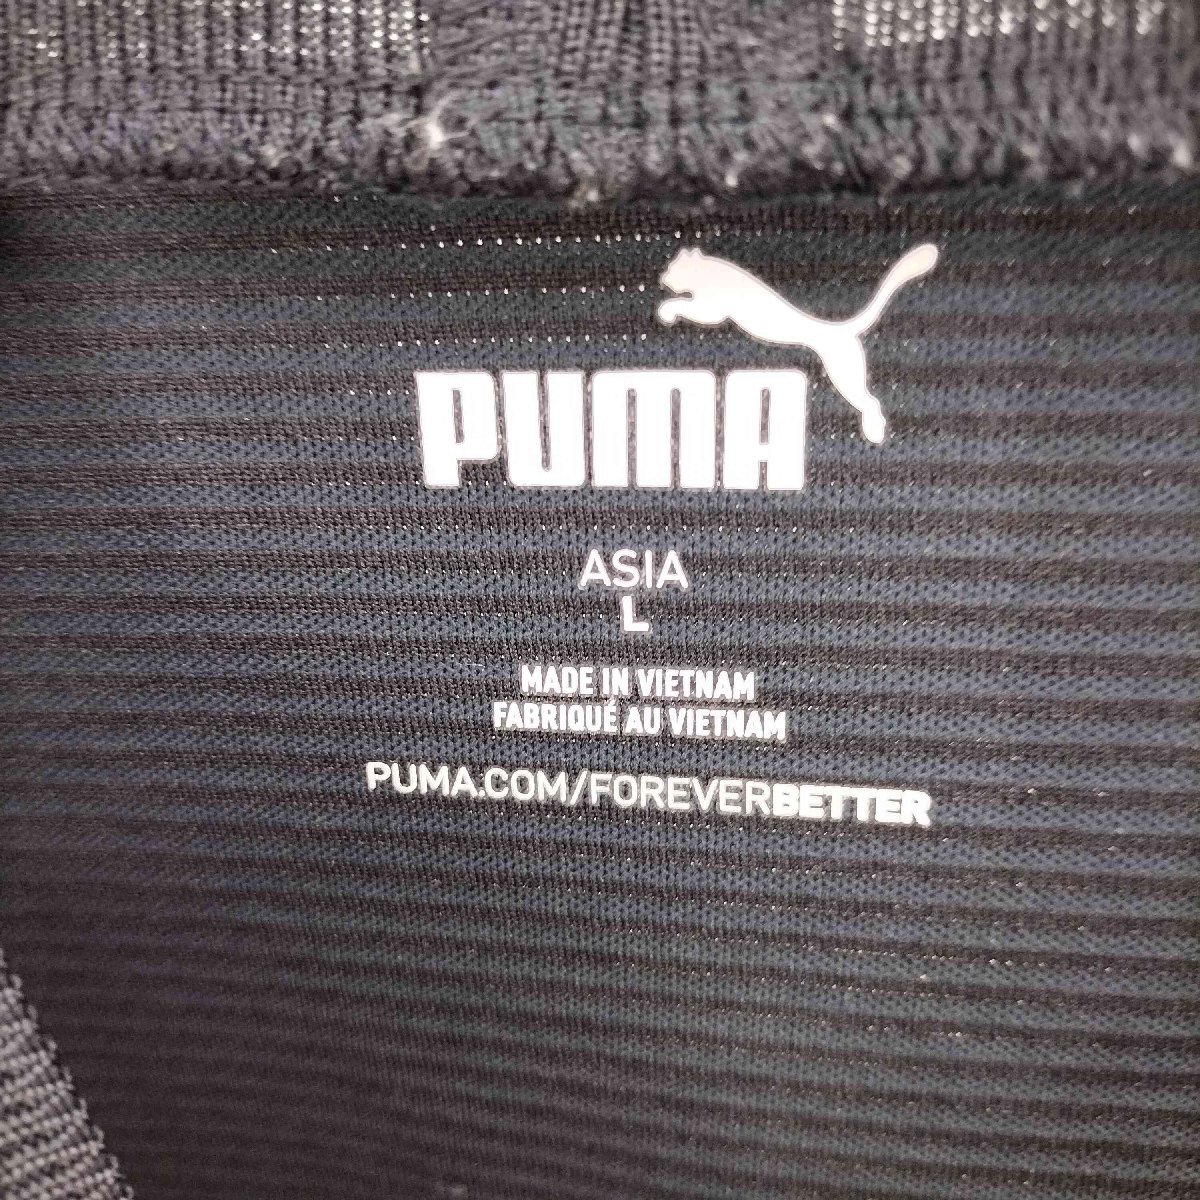 PUMA
ASIA
L
MADE IN VIETNAM
FABRIQUÉ AU VIETNAM
PUMA.COM/FOREVERBETTER